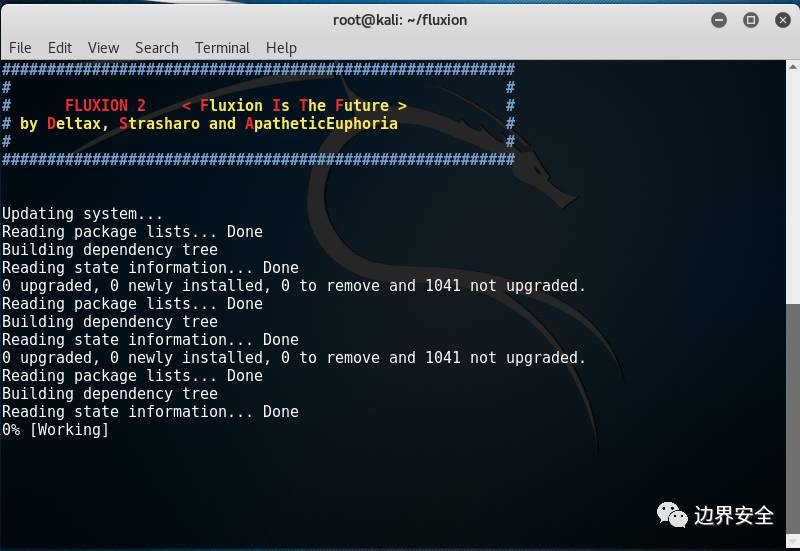 root@kali: ~/fluxion
File Edit View Search Terminal Help
#########################################################
# #
# FLUXION 2 < Fluxion Is The Future > #
# by Deltax, Strasharo and ApatheticEuphoria #
# #
#########################################################
Updating system...
Reading package lists... Done
Building dependency tree
Reading state information... Done
0 upgraded, 0 newly installed, 0 to remove and 1041 not upgraded.
Reading package lists... Done
Building dependency tree
Reading state information... Done
0 upgraded, 0 newly installed, 0 to remove and 1041 not upgraded.
Reading package lists... Done
Building dependency tree
Reading state information... Done
0% [Working]
边界安全